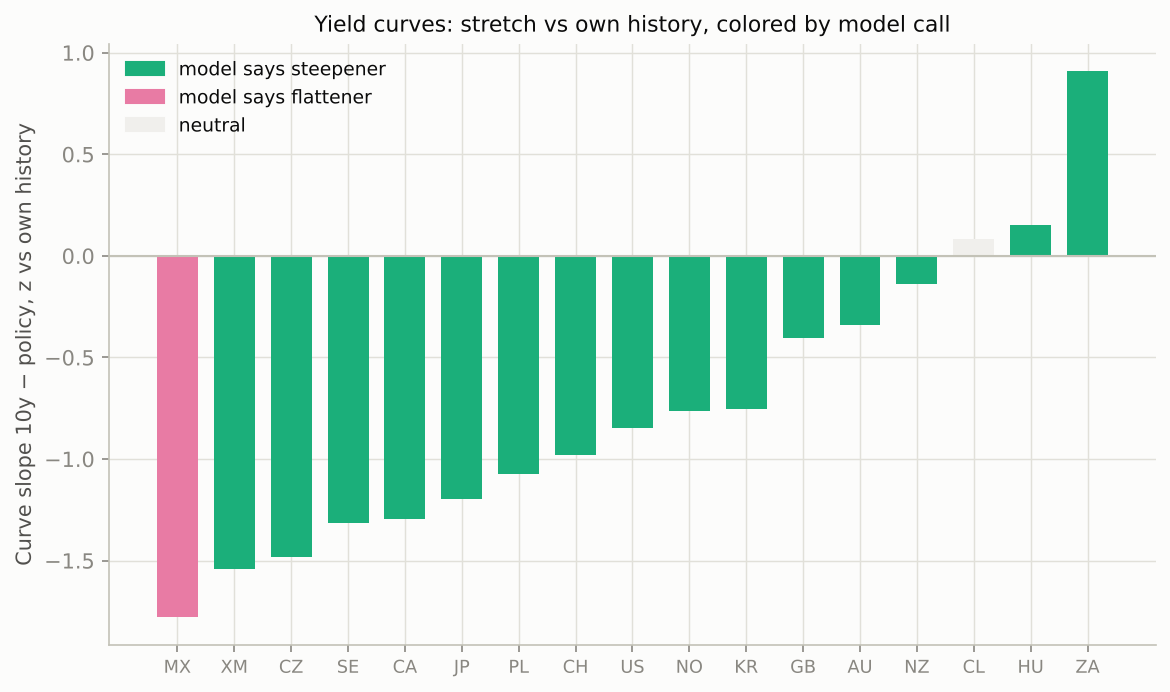 Yield curves: stretch vs own history, colored by model call
model says steepener
model says flattener
neutral
Curve slope 10y — policy, z vs own history
1.0
0.5
0.0
−0.5
−1.0
−1.5
MX XM CZ SE CA JP PL CH US NO KR GB AU NZ CL HU ZA